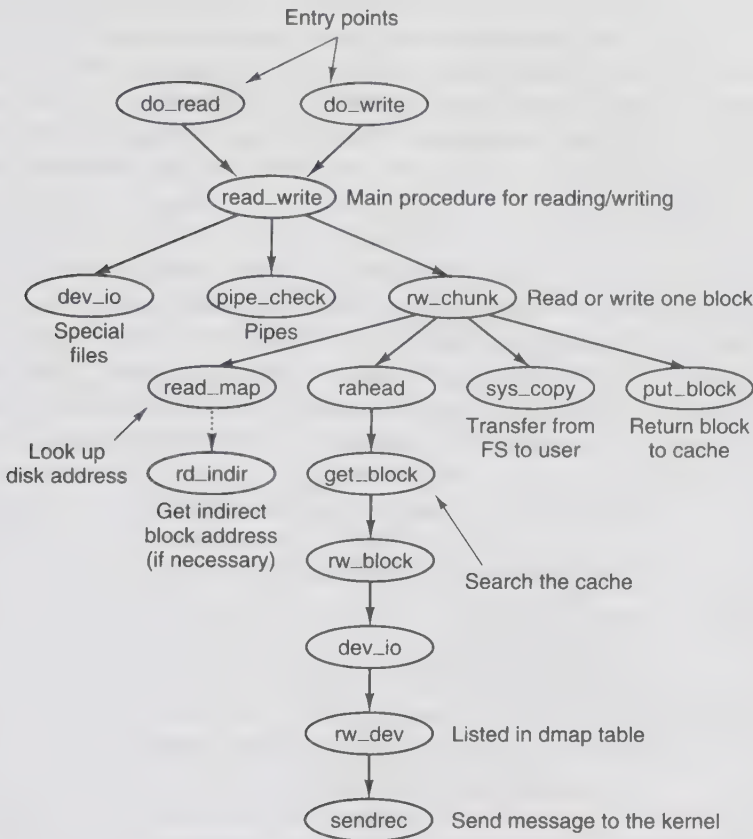 Entry points
do_read
do_write
read_write
Main procedure for reading/writing
dev_io
pipe_check
rw_chunk
Read or write one block
Special
files
Pipes
read_map
rahead
sys_copy
put_block
Transfer from
FS to user
Return block
to cache
Look up
disk address
rd_indir
get_block
Get indirect
block address
(if necessary)
rw_block
Search the cache
dev_io
rw_dev
Listed in dmap table
sendrec
Send message to the kernel